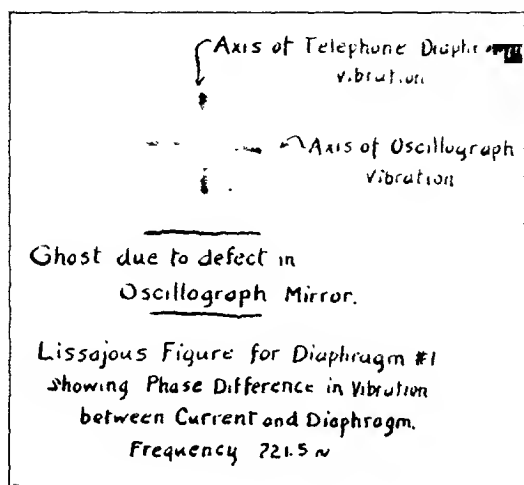 Axis of Telephone
vibration
Axis of Oscillograph
vibration
Ghost due to defect in
Oscillograph Mirror.
Lissajous Figure for Diaphragm #1
showing Phase Difference in Vibration
between Current and Diaphragm.
Frequency 721.5 ~